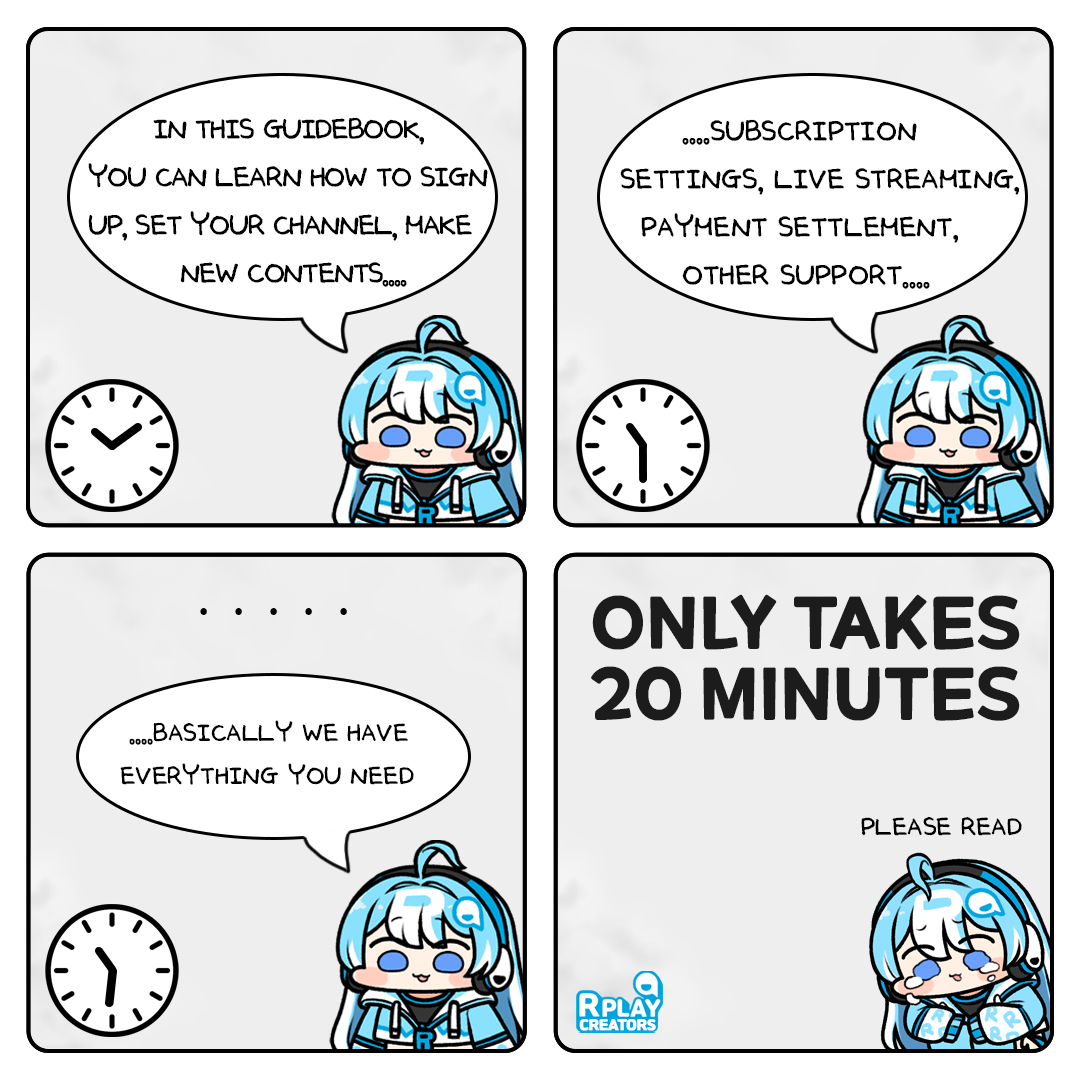 IN THIS GUIDEBOOK,
YOU CAN LEARN HOW TO SIGN
UP, SET YOUR CHANNEL, MAKE
NEW CONTENTS....
....SUBSCRIPTION
SETTINGS, LIVE STREAMING,
PAYMENT SETTLEMENT,
OTHER SUPPORT....
. . . . .
....BASICALLY WE HAVE
EVERYTHING YOU NEED
ONLY TAKES
20 MINUTES
PLEASE READ
RPLAY
CREATORS